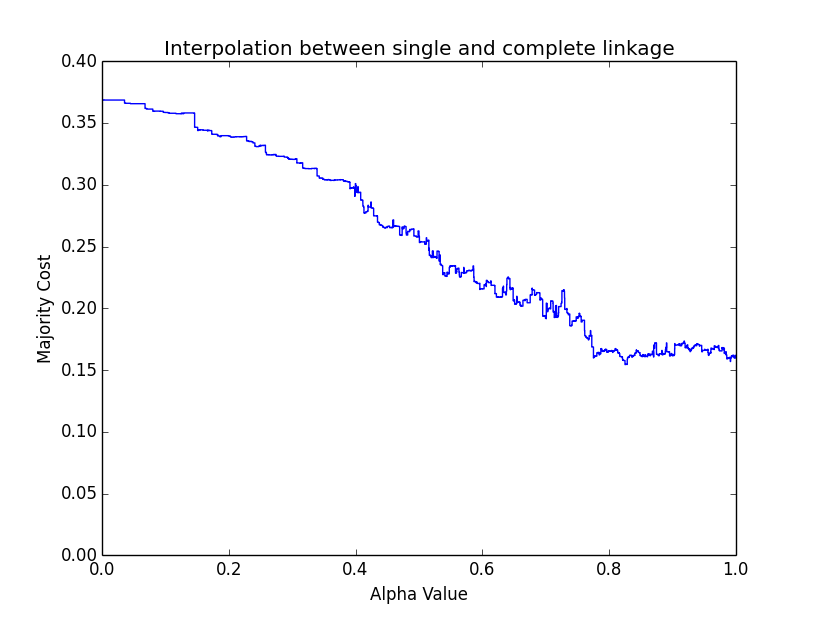 Interpolation between single and complete linkage
0.40
0.35
0.30
0.25
0.20
0.15
0.10
0.05
0.00
Majority Cost
0.0 0.2 0.4 0.6 0.8 1.0
Alpha Value